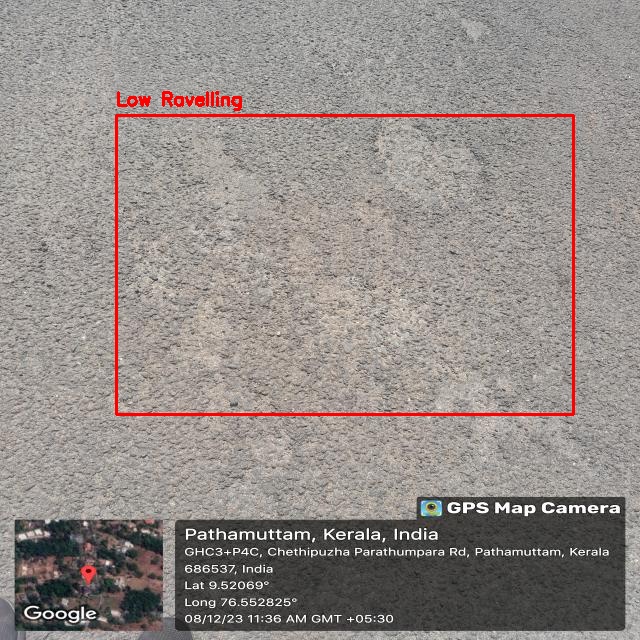 Low Ravelling
GPS Map Camera
Pathamuttam, Kerala, India
GHC3+P4C, Chethipuzha Parathumpara Rd, Pathamuttam, Kerala
686537, India
Lat 9.52069°
Long 76.552825°
08/12/23 11:36 AM GMT +05:30
Google